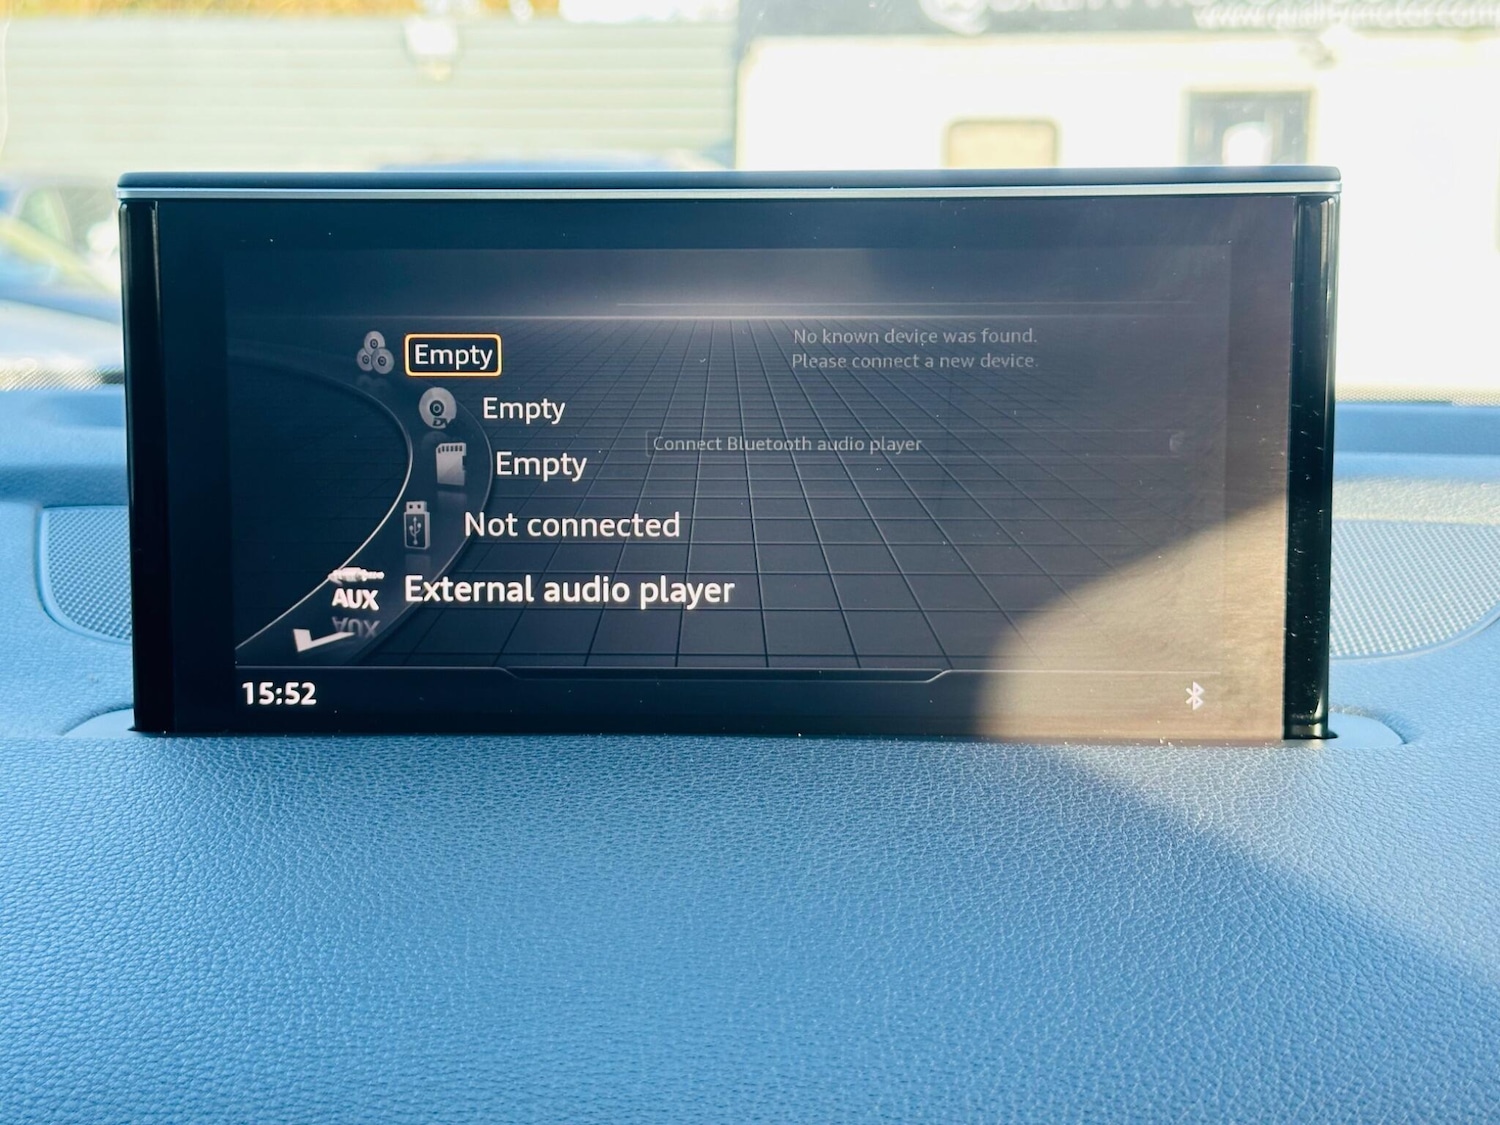 Empty
No known device was found.
Please connect a new device.
Empty
Connect Bluetooth audio player
Empty
Not connected
AUX
External audio player
15:52